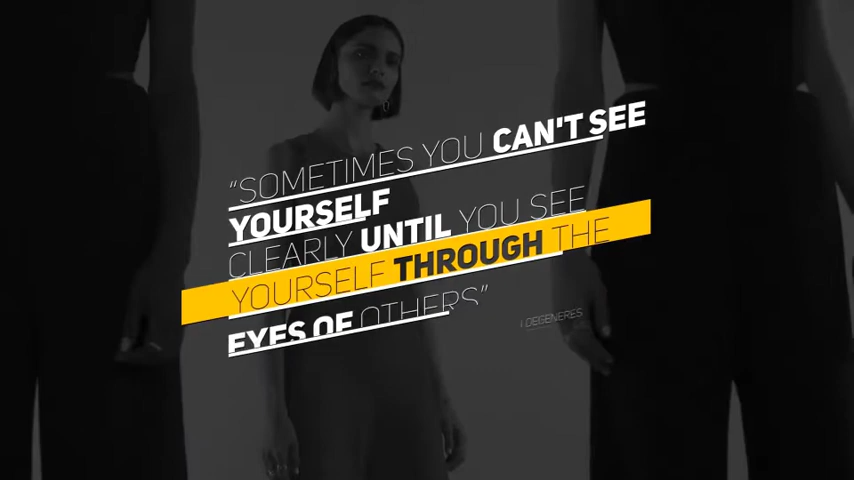 “SOMETIMES YOU CAN'T SEE
YOURSELF
CLEARLY UNTIL YOU SEE
YOURSELF THROUGH THE
EYES OF OTHERS”
DEGENERES